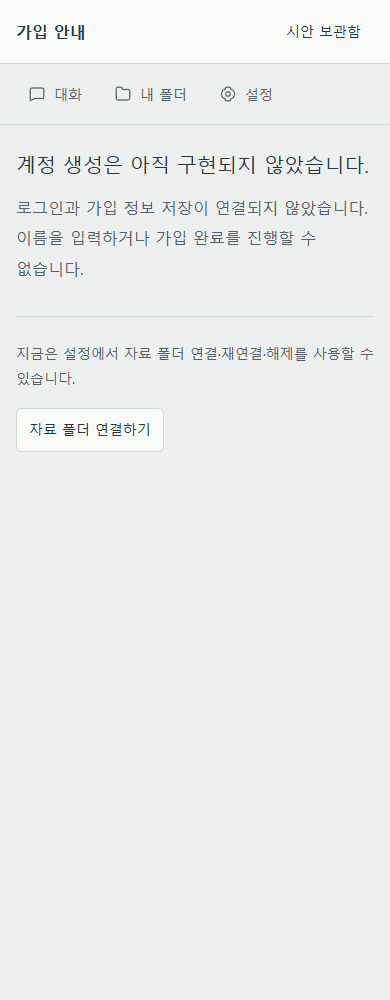 가입 안내
시안 보관함
대화
내 폴더
설정
계정 생성은 아직 구현되지 않았습니다.
로그인과 가입 정보 저장이 연결되지 않았습니다.
이름을 입력하거나 가입 완료를 진행할 수
없습니다.
지금은 설정에서 자료 폴더 연결·재연결·해제를 사용할 수
있습니다.
자료 폴더 연결하기